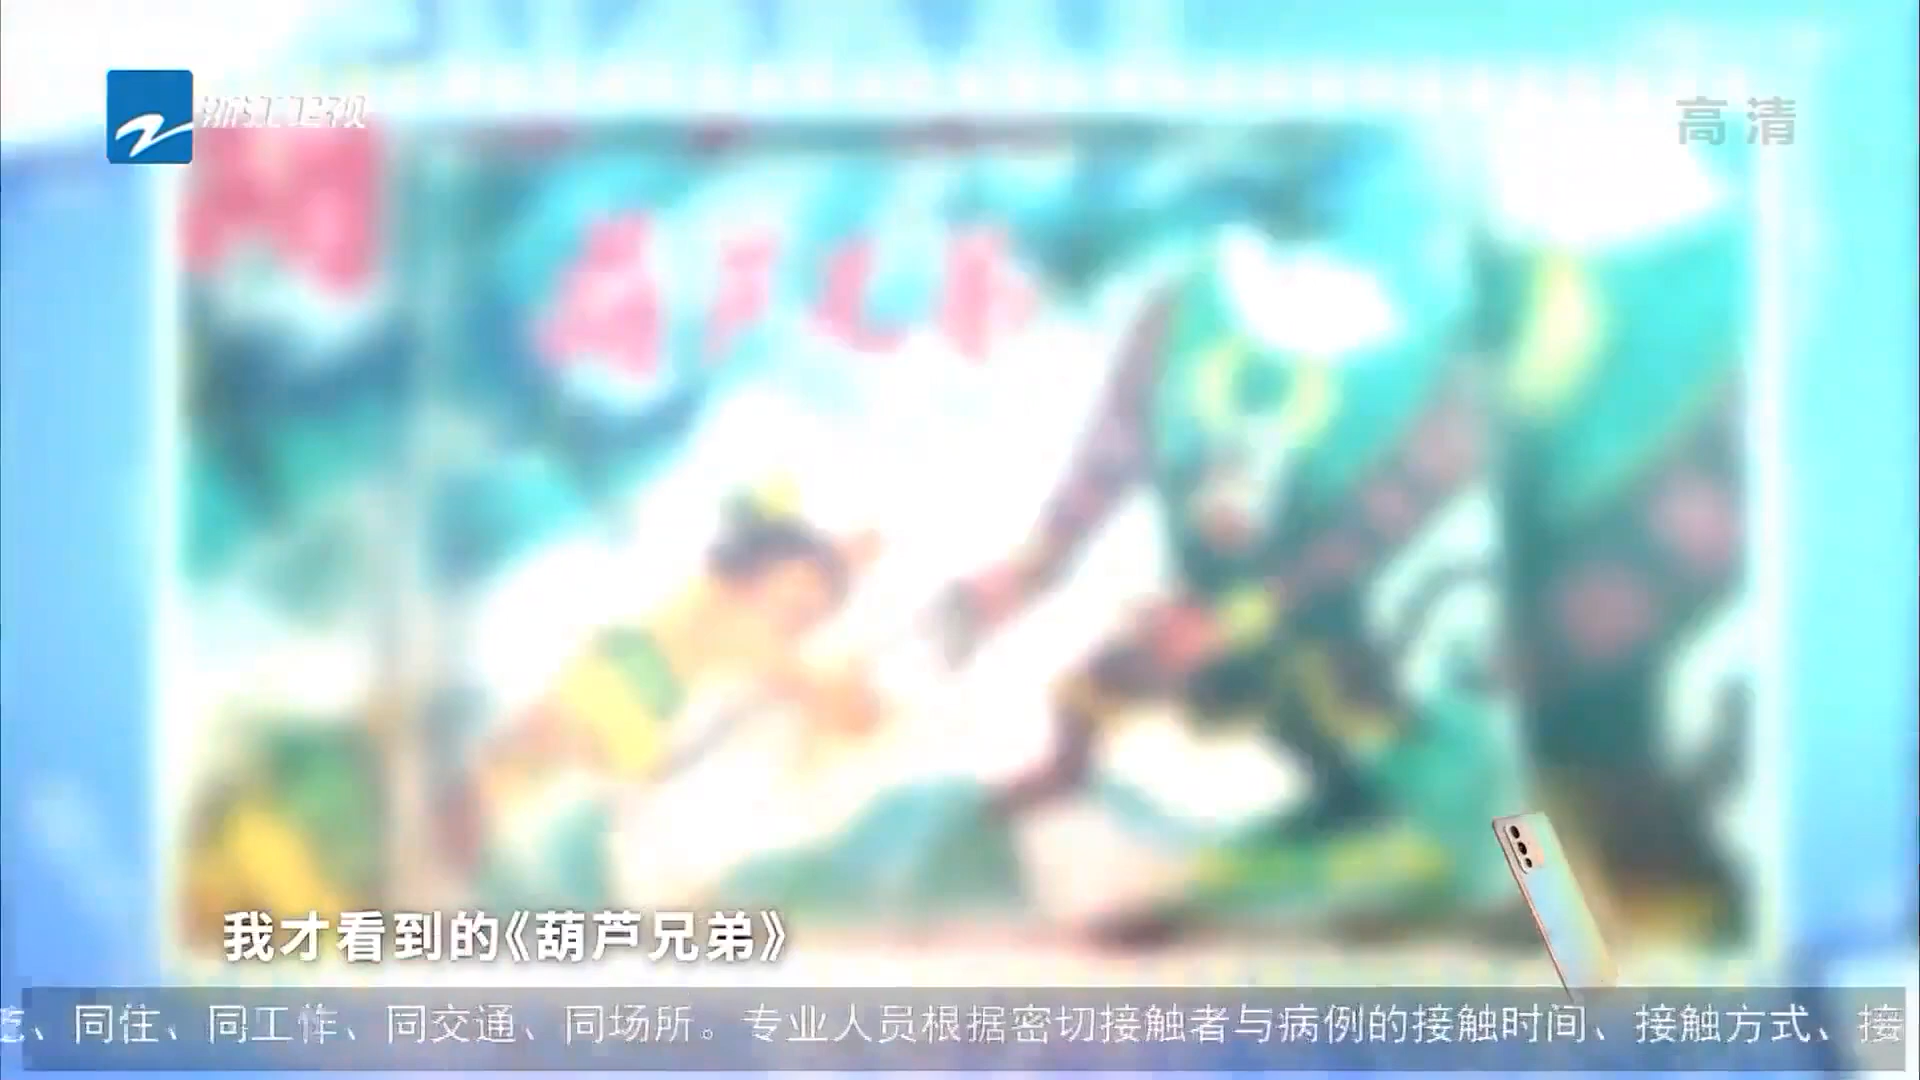 浙江卫视
高清
我才看到的《葫芦兄弟》
、同住、同工作、同交通、同场所。专业人员根据密切接触者与病例的接触时间、接触方式、接